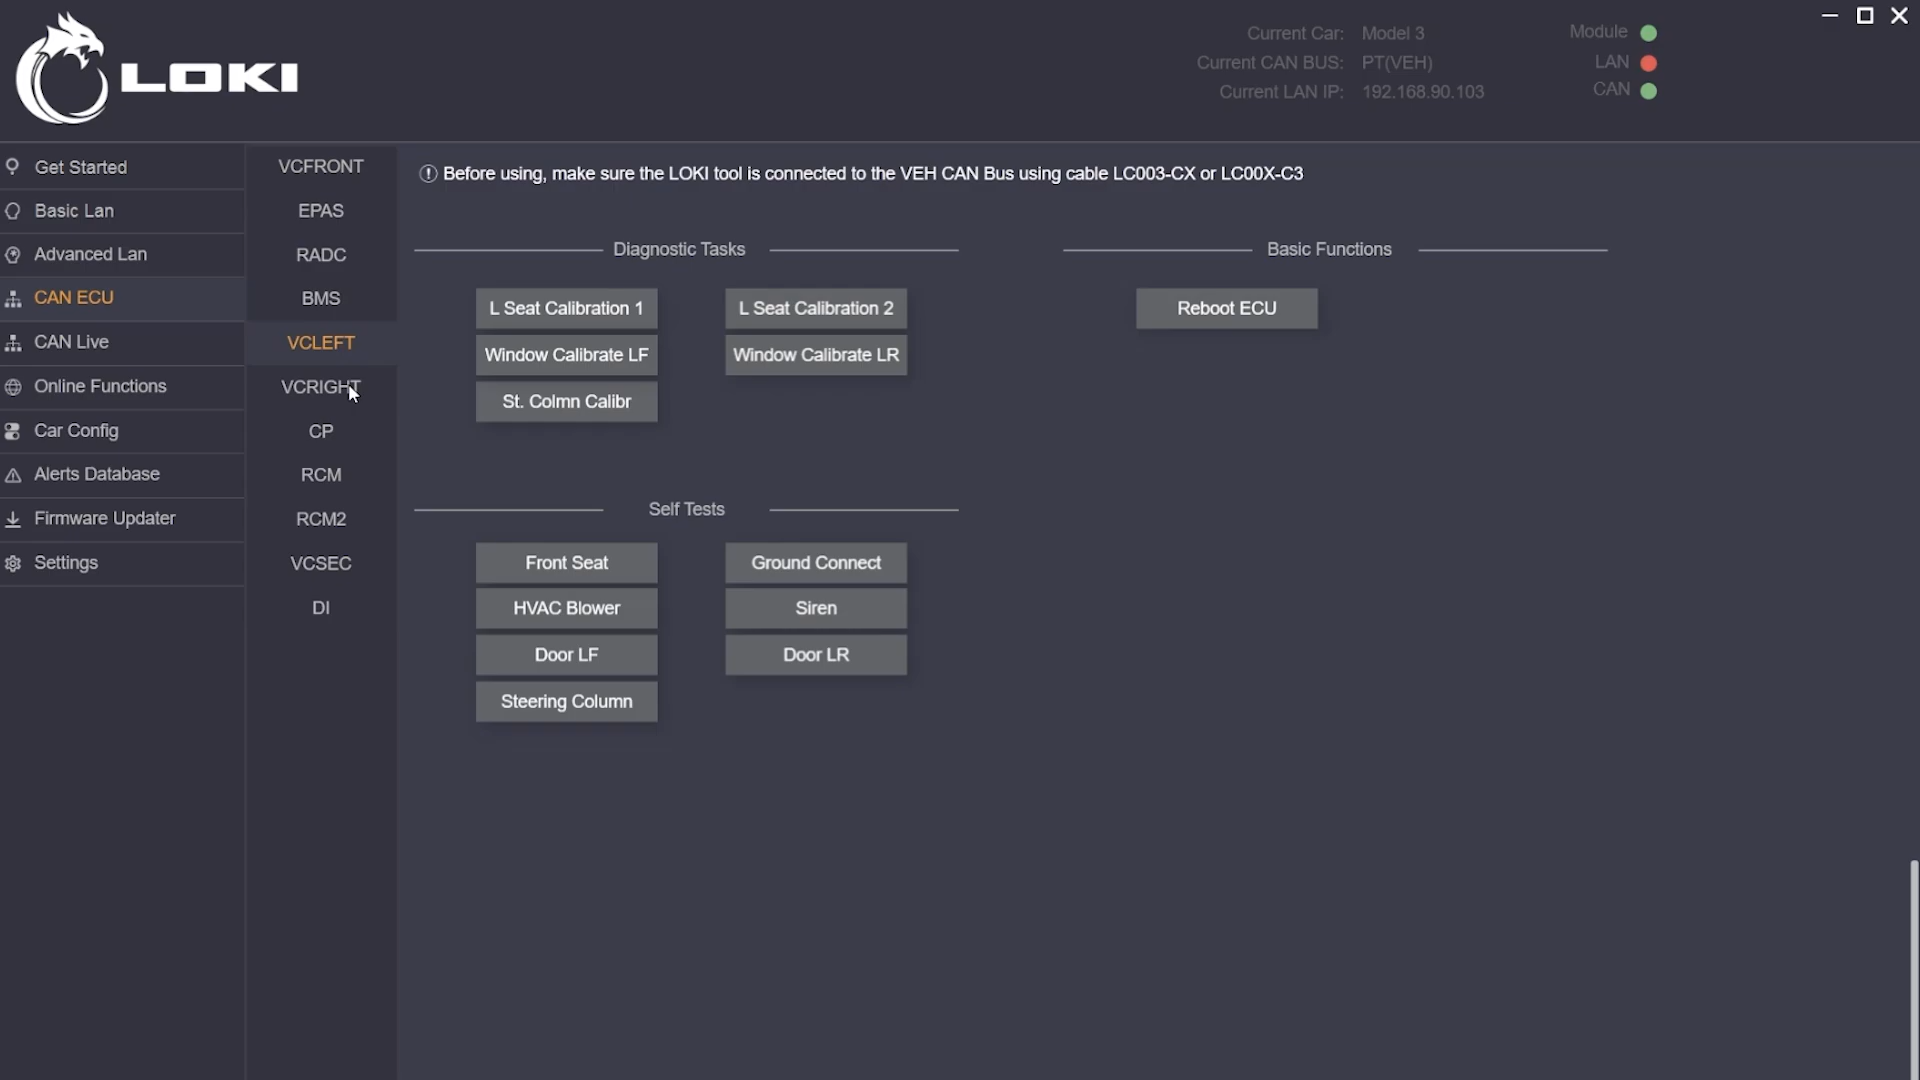 LOKI
Current Car: Model 3
Current CAN BUS: PT(VEH)
Current LAN IP: 192.168.90.103
Module
LAN
CAN
Get Started
Basic Lan
Advanced Lan
CAN ECU
CAN Live
Online Functions
Car Config
Alerts Database
Firmware Updater
Settings
VCFRONT
EPAS
RADC
BMS
VCLEFT
VCRIGHT
CP
RCM
RCM2
VCSEC
DI
Before using, make sure the LOKI tool is connected to the VEH CAN Bus using cable LC003-CX or LC00X-C3
Diagnostic Tasks
L Seat Calibration 1
L Seat Calibration 2
Window Calibrate LF
Window Calibrate LR
St. Colmn Calibr
Basic Functions
Reboot ECU
Self Tests
Front Seat
Ground Connect
HVAC Blower
Siren
Door LF
Door LR
Steering Column